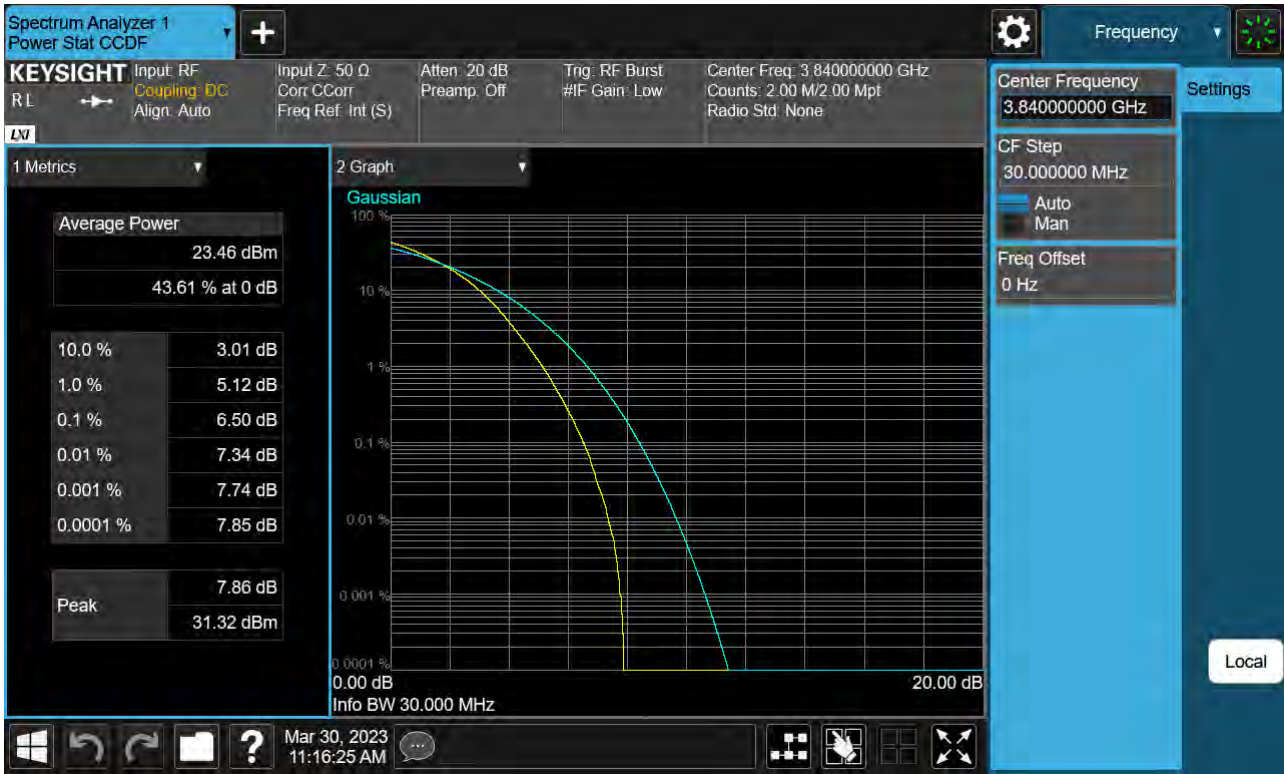 Spectrum Analyzer 1
Power Stat CCDF
Frequency
KEYSIGHT
RL
LXI
Input: RF
Coupling: DC
Align: Auto
Input Z: 50 Ω
Corr CCorr
Freq Ref: Int (S)
Atten: 20 dB
Preamp: Off
Trig: RF Burst
#IF Gain: Low
Center Freq: 3.840000000 GHz
Counts: 2.00 M/2.00 Mpt
Radio Std: None
Center Frequency
3.840000000 GHz
Settings
CF Step
30.000000 MHz
Auto
Man
Freq Offset
0 Hz
1 Metrics
Average Power
23.46 dBm
43.61 % at 0 dB
10.0 % 3.01 dB
1.0 % 5.12 dB
0.1 % 6.50 dB
0.01 % 7.34 dB
0.001 % 7.74 dB
0.0001 % 7.85 dB
Peak
7.86 dB
31.32 dBm
2 Graph
Gaussian
100 %
10 %
1 %
0.1 %
0.01 %
0.001 %
0.0001 %
0.00 dB 20.00 dB
Info BW 30.000 MHz
Local
?
Mar 30, 2023
11:16:25 AM